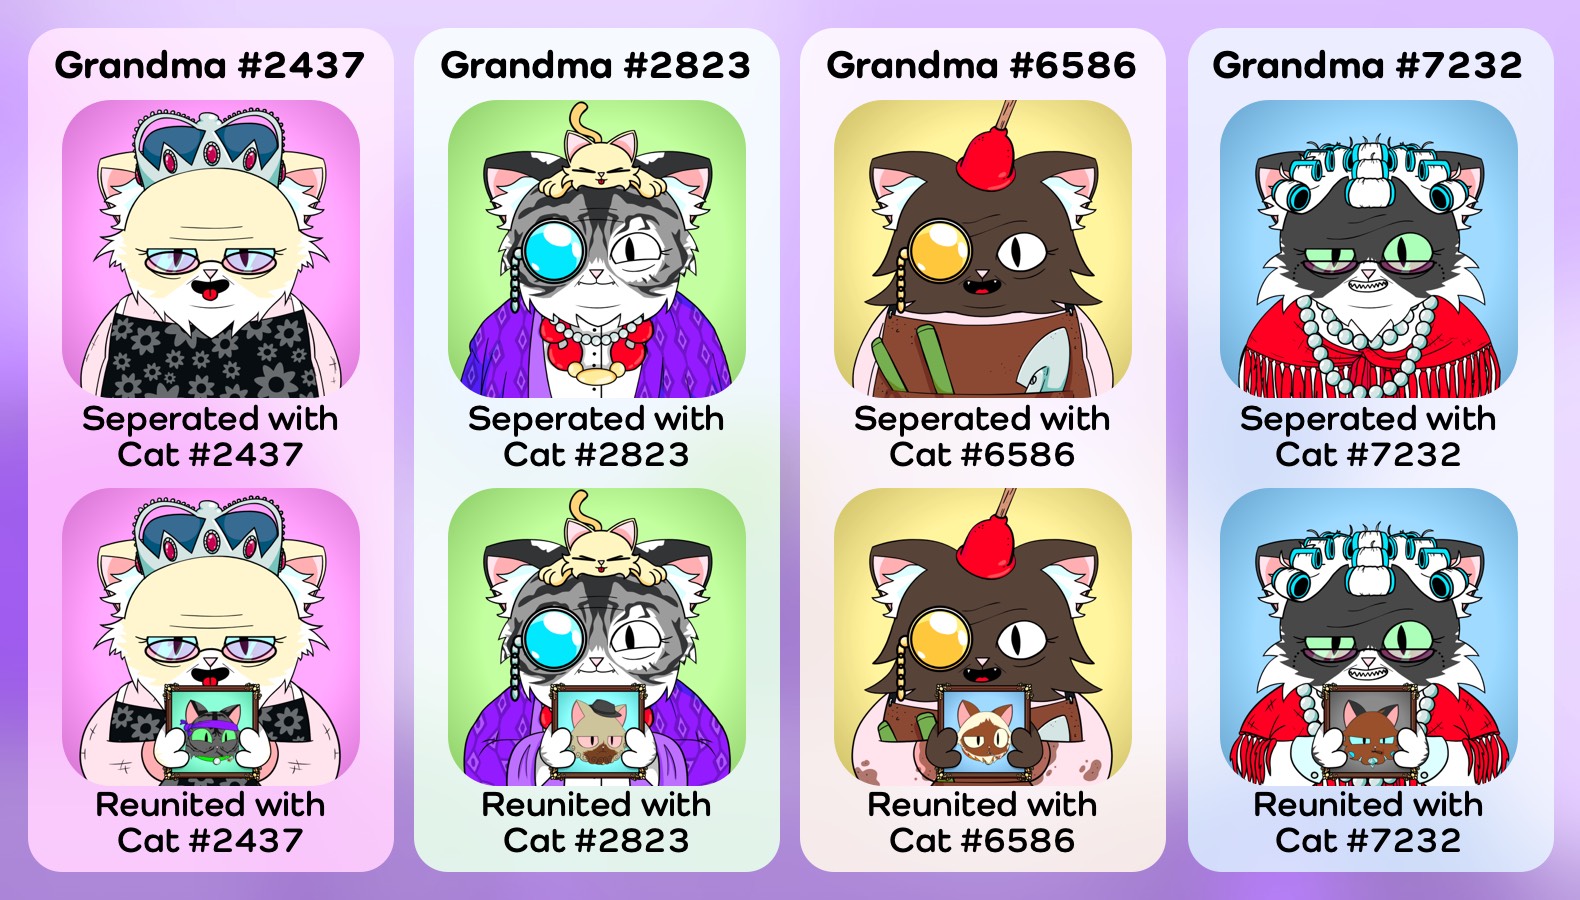 Grandma #2437
Seperated with
Cat #2437
Reunited with
Cat #2437
Grandma #2823
Seperated with
Cat #2823
Reunited with
Cat #2823
Grandma #6586
Seperated with
Cat #6586
Reunited with
Cat #6586
Grandma #7232
Seperated with
Cat #7232
Reunited with
Cat #7232